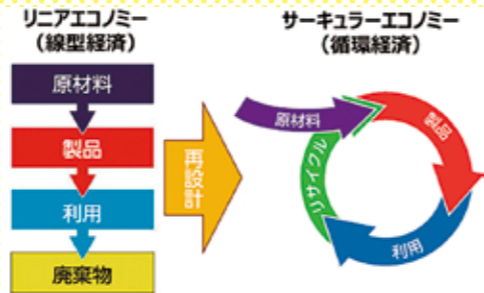 リニアエコノミー
（線型経済）
原材料
製品
利用
廃棄物
再設計
サーキュラーエコノミー
（循環経済）
原材料
製品
利用
リサイクル